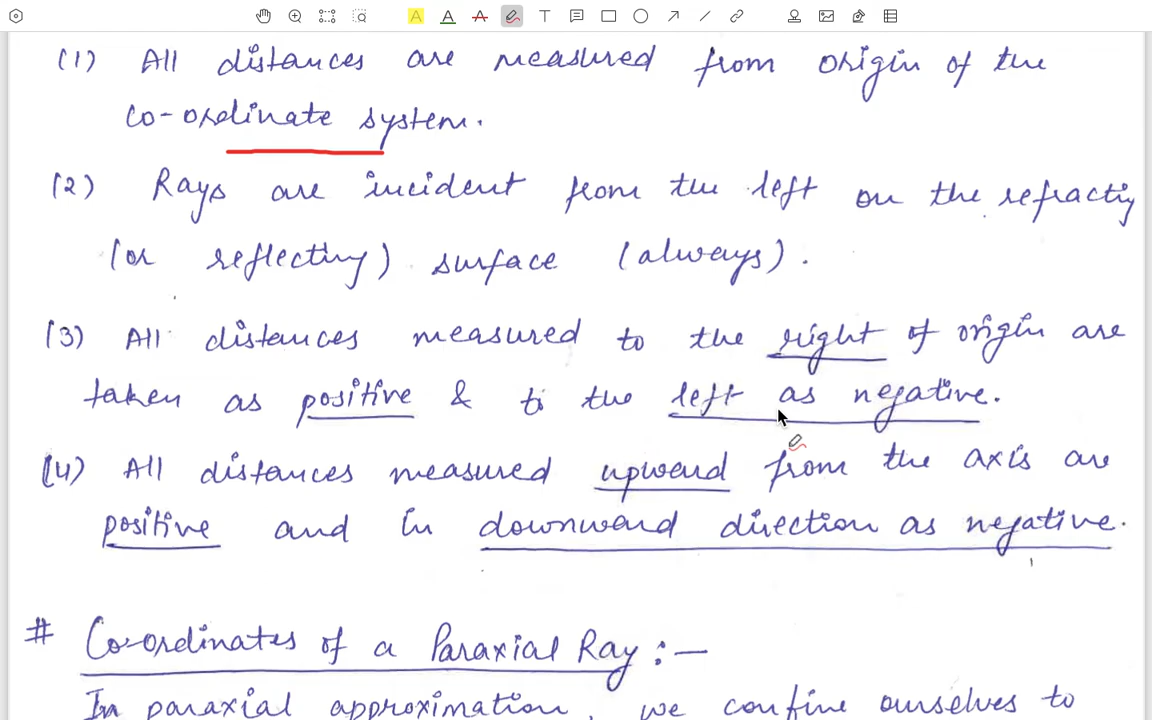 (1) All distances are measured from origin of the
co-ordinate system.
(2) Rays are incident from the left on the refracting
(or reflecting) surface (always).
(3) All distances measured to the right of origin are
taken as positive & to the left as negative.
(4) All distances measured upward from the axis are
positive and in downward direction as negative.
# Co-ordinates of a Paraxial Ray :—
In paraxial approximation, we confine ourselves to